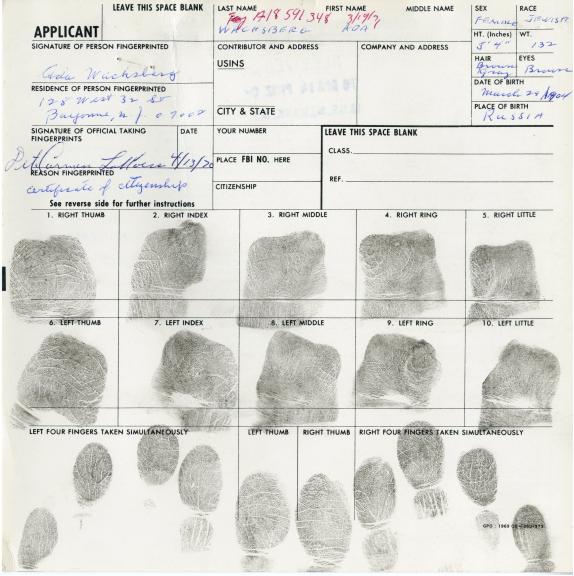 LEAVE THIS SPACE BLANK
APPLICANT
LAST NAME FIRST NAME MIDDLE NAME
A18 591 348 3/19/71
WACHSBERG ADA
SEX RACE
FEMALE JEWISH
HT. (Inches) WT.
5'4" 132
HAIR EYES
Brown Gray Brown
DATE OF BIRTH
March 29, 1904
PLACE OF BIRTH
RUSSIA
SIGNATURE OF PERSON FINGERPRINTED
Ada Wachsberg
CONTRIBUTOR AND ADDRESS
USINS
CITY & STATE
COMPANY AND ADDRESS
RESIDENCE OF PERSON FINGERPRINTED
128 West 32 St
Bayonne, N.J. 07002
SIGNATURE OF OFFICIAL TAKING FINGERPRINTS DATE
4/13/70
YOUR NUMBER
PLACE FBI NO. HERE
CITIZENSHIP
LEAVE THIS SPACE BLANK
CLASS.
REF.
REASON FINGERPRINTED
certificate of citizenship
See reverse side for further instructions
1. RIGHT THUMB 2. RIGHT INDEX 3. RIGHT MIDDLE 4. RIGHT RING 5. RIGHT LITTLE
6. LEFT THUMB 7. LEFT INDEX 8. LEFT MIDDLE 9. LEFT RING 10. LEFT LITTLE
LEFT FOUR FINGERS TAKEN SIMULTANEOUSLY LEFT THUMB RIGHT THUMB RIGHT FOUR FINGERS TAKEN SIMULTANEOUSLY